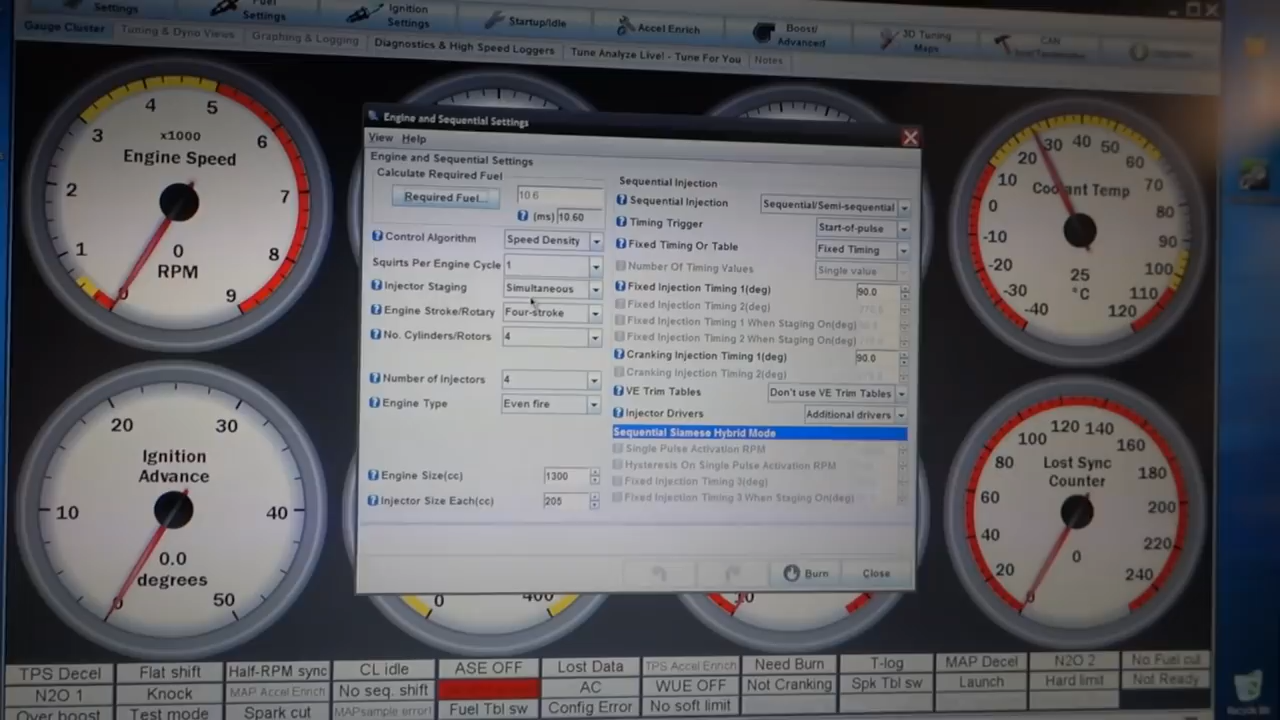 Settings
Fuel
Settings
Ignition
Settings
Startup/Idle
Accel Enrich
Boost/
Advanced
3D Tuning
Maps
CAN
Gauge Cluster
Tuning & Dyno Views
Graphing & Logging
Diagnostics & High Speed Loggers
Tune Analyze Live! - Tune For You
Notes
x1000
Engine Speed
0
RPM
0
1
2
3
4
5
6
7
8
9
Engine and Sequential Settings
View Help
Engine and Sequential Settings
Calculate Required Fuel
Required Fuel...
10.6
(ms) 10.60
Control Algorithm Speed Density
Squirts Per Engine Cycle 1
Injector Staging Simultaneous
Engine Stroke/Rotary Four-stroke
No. Cylinders/Rotors 4
Number of Injectors 4
Engine Type Even fire
Engine Size(cc) 1300
Injector Size Each(cc) 205
Sequential Injection
Sequential Injection Sequential/Semi-sequential
Timing Trigger Start-of-pulse
Fixed Timing Or Table Fixed Timing
Number Of Timing Values Single value
Fixed Injection Timing 1(deg) 90.0
Fixed Injection Timing 2(deg)
Fixed Injection Timing 1 When Staging On(deg)
Fixed Injection Timing 2 When Staging On(deg)
Cranking Injection Timing 1(deg) 90.0
Cranking Injection Timing 2(deg)
VE Trim Tables Don't use VE Trim Tables
Injector Drivers Additional drivers
Sequential Siamese Hybrid Mode
Single Pulse Activation RPM
Hysteresis On Single Pulse Activation RPM
Fixed Injection Timing 3(deg)
Fixed Injection Timing 3 When Staging On(deg)
Burn
Close
Coolant Temp
25
°C
-40
-30
-20
-10
0
10
20
30
40
50
60
70
80
90
100
110
120
Ignition
Advance
0.0
degrees
0
10
20
30
40
50
0
400
Lost Sync
Counter
0
0
20
40
60
80
100
120
140
160
180
200
220
240
TPS Decel
Flat shift
Half-RPM sync
CL idle
ASE OFF
Lost Data
TPS Accel Enrich
Need Burn
T-log
MAP Decel
N2O 2
No Fuel cut
N2O 1
Knock
MAP Accel Enrich
No seq. shift
AC
WUE OFF
Not Cranking
Spk Tbl sw
Launch
Hard limit
Not Ready
Over boost
Test mode
Spark cut
MAPsample error!
Fuel Tbl sw
Config Error
No soft limit
Recycle Bin